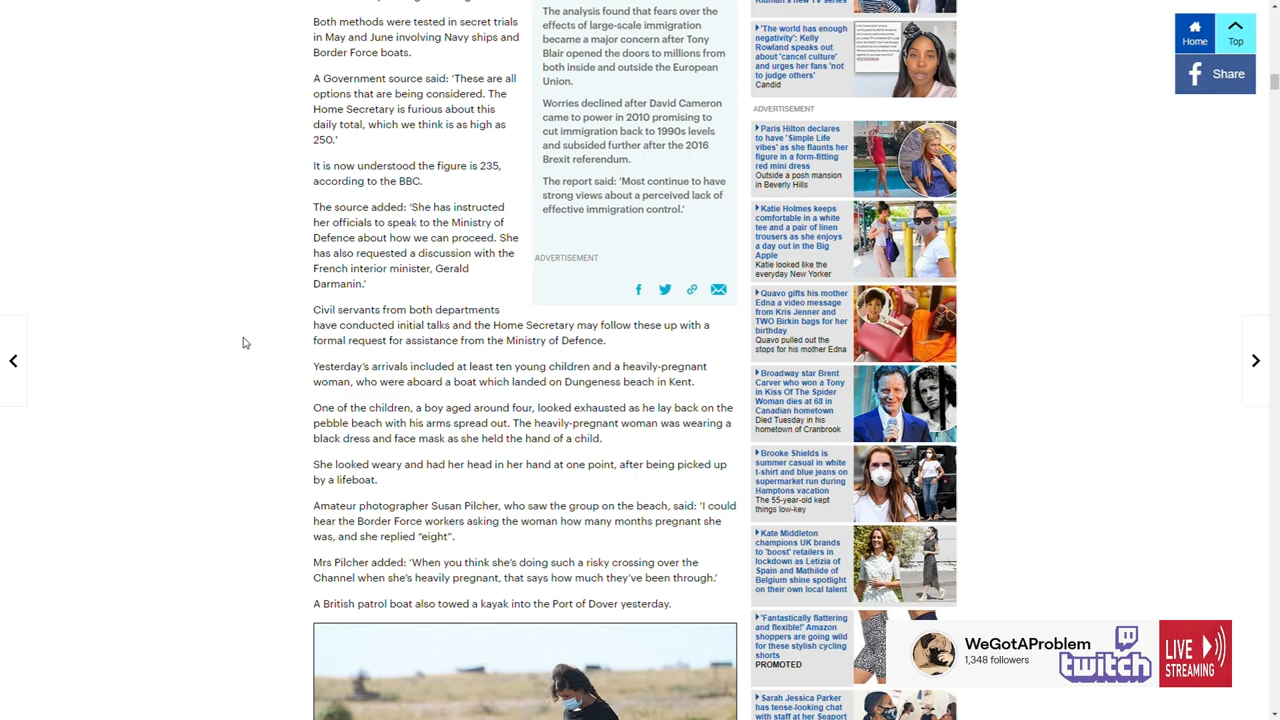 Both methods were tested in secret trials
in May and June involving Navy ships and
Border Force boats.
A Government source said: 'These are all
options that are being considered. The
Home Secretary is furious about this
daily total, which we think is as high as
250.'
It is now understood the figure is 235,
according to the BBC.
The source added: 'She has instructed
her officials to speak to the Ministry of
Defence about how we can proceed. She
has also requested a discussion with the
French interior minister, Gerald
Darmanin.'
Civil servants from both departments
have conducted initial talks and the Home Secretary may follow these up with a
formal request for assistance from the Ministry of Defence.
Yesterday's arrivals included at least ten young children and a heavily-pregnant
woman, who were aboard a boat which landed on Dungeness beach in Kent.
One of the children, a boy aged around four, looked exhausted as he lay back on the
pebble beach with his arms spread out. The heavily-pregnant woman was wearing a
black dress and face mask as she held the hand of a child.
She looked weary and had her head in her hand at one point, after being picked up
by a lifeboat.
Amateur photographer Susan Pilcher, who saw the group on the beach, said: 'I could
hear the Border Force workers asking the woman how many months pregnant she
was, and she replied "eight".
Mrs Pilcher added: 'When you think she's doing such a risky crossing over the
Channel when she's heavily pregnant, that says how much they've been through.'
A British patrol boat also towed a kayak into the Port of Dover yesterday.
The analysis found that fears over the
effects of large-scale immigration
became a major concern after Tony
Blair opened the doors to millions from
both inside and outside the European
Union.
Worries declined after David Cameron
came to power in 2010 promising to
cut immigration back to 1990s levels
and subsided further after the 2016
Brexit referendum.
The report said: 'Most continue to have
strong views about a perceived lack of
effective immigration control.'
ADVERTISEMENT
Kidman's new TV series
'The world has enough
negativity': Kelly
Rowland speaks out
about 'cancel culture'
and urges her fans 'not
to judge others'
Candid
ADVERTISEMENT
Paris Hilton declares
to have 'Simple Life
vibes' as she flaunts her
figure in a form-fitting
red mini dress
Outside a posh mansion
in Beverly Hills
Katie Holmes keeps
comfortable in a white
tee and a pair of linen
trousers as she enjoys
a day out in the Big
Apple
Katie looked like the
everyday New Yorker
Quavo gifts his mother
Edna a video message
from Kris Jenner and
TWO Birkin bags for her
birthday
Quavo pulled out the
stops for his mother Edna
Broadway star Brent
Carver who won a Tony
in Kiss Of The Spider
Woman dies at 68 in
Canadian hometown
Died Tuesday in his
hometown of Cranbrook
Brooke Shields is
summer casual in white
t-shirt and blue jeans on
supermarket run during
Hamptons vacation
The 55-year-old kept
things low-key
Kate Middleton
champions UK brands
to 'boost' retailers in
lockdown as Letizia of
Spain and Mathilde of
Belgium shine spotlight
on their own local talent
'Fantastically flattering
and flexible!' Amazon
shoppers are going wild
for these stylish cycling
shorts
PROMOTED
Sarah Jessica Parker
has tense-looking chat
with staff at her Seaport
Home
Top
Share
WeGotAProblem
1,348 followers
twitch
LIVE
STREAMING